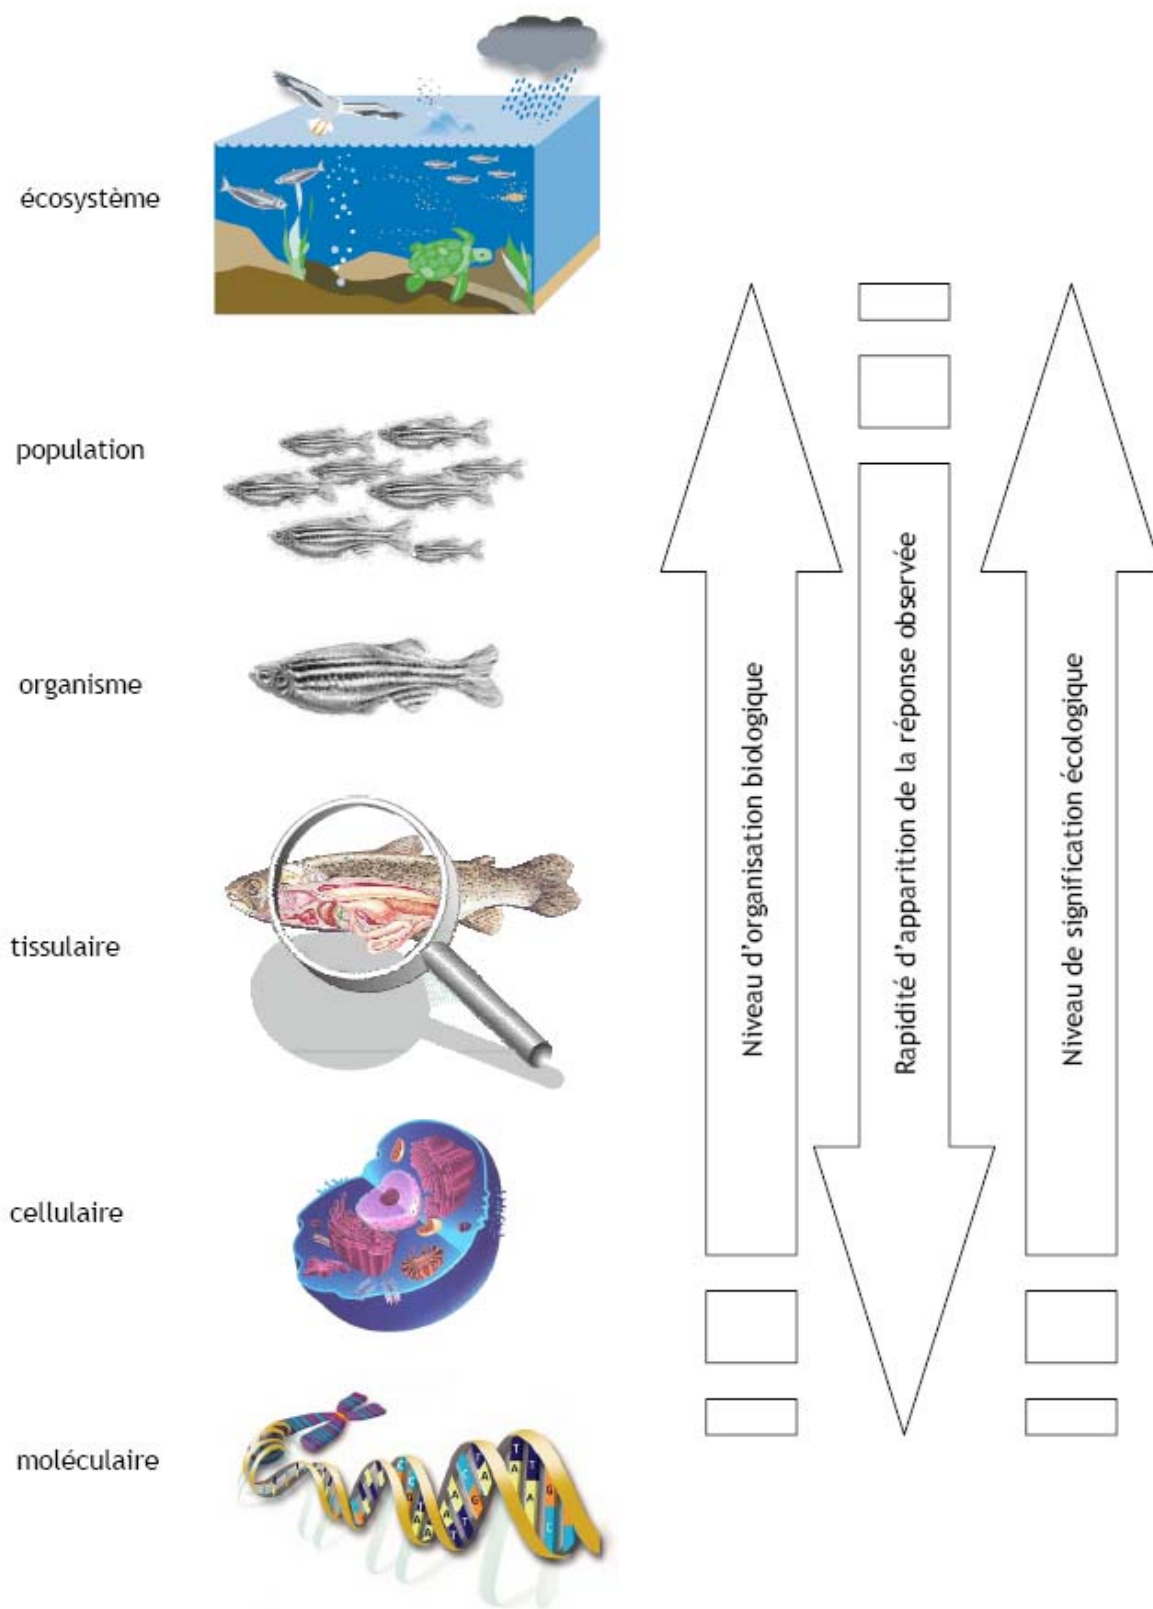 écosystème
population
organisme
tissulaire
cellulaire
moléculaire
Niveau d'organisation biologique
Rapidité d'apparition de la réponse observée
Niveau de signification écologique